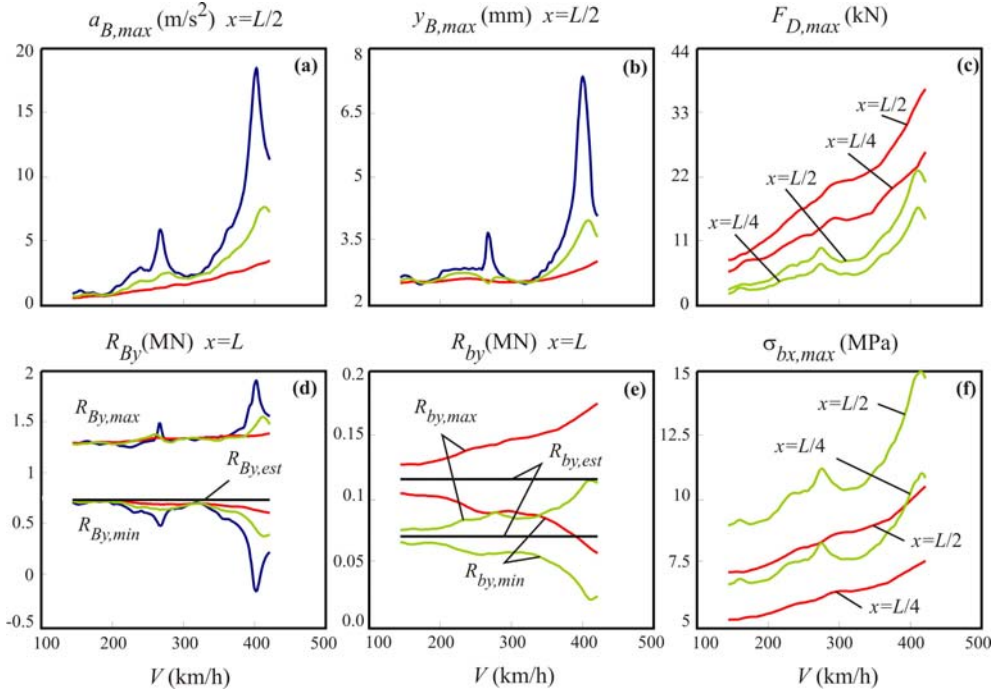 a_B,max (m/s²) x=L/2
y_B,max (mm) x=L/2
F_D,max (kN)
20
15
10
5
0
(a)
8
6.5
5
3.5
2
(b)
44
33
22
11
0
(c)
x=L/2
x=L/4
x=L/2
x=L/4
R_By(MN) x=L
R_by(MN) x=L
σ_bx,max (MPa)
2
1.5
1
0.5
0
-0.5
(d)
R_By,max
R_By,est
R_By,min
100 200 300 400 500
V (km/h)
0.2
0.15
0.1
0.05
0.0
(e)
R_by,max
R_by,est
R_by,min
100 200 300 400 500
V (km/h)
15
12.5
10
7.5
5
(f)
x=L/2
x=L/4
x=L/2
x=L/4
100 200 300 400 500
V (km/h)